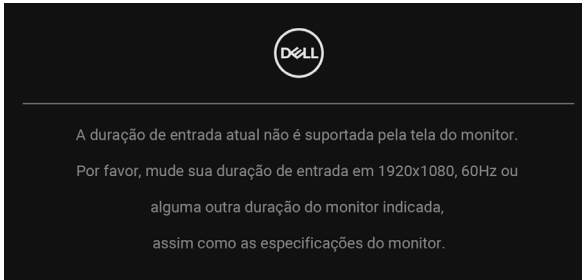 DELL
A duração de entrada atual não é suportada pela tela do monitor.
Por favor, mude sua duração de entrada em 1920x1080, 60Hz ou
alguma outra duração do monitor indicada,
assim como as especificações do monitor.